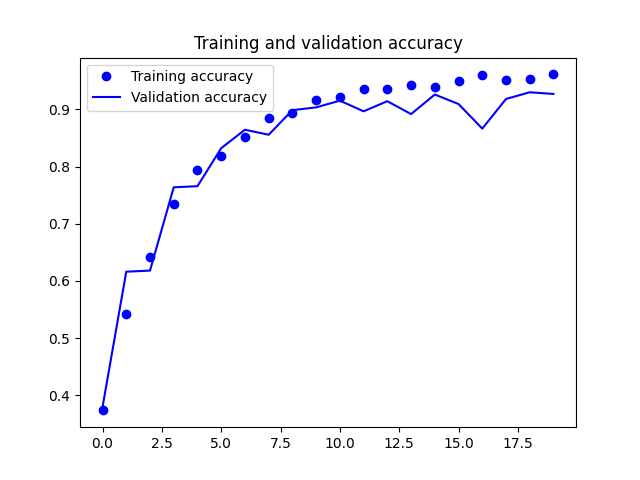 Training and validation accuracy
Training accuracy
Validation accuracy
0.9
0.8
0.7
0.6
0.5
0.4
0.0 2.5 5.0 7.5 10.0 12.5 15.0 17.5